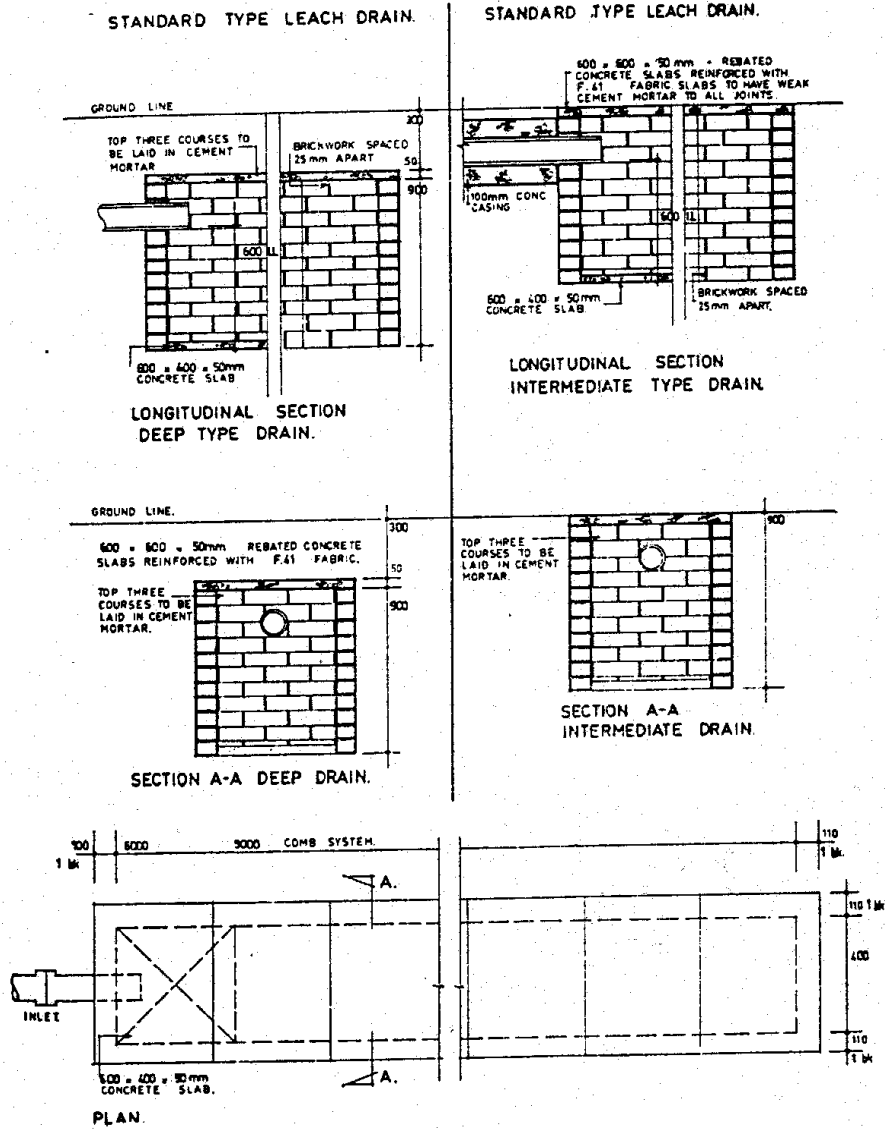 STANDARD TYPE LEACH DRAIN.
STANDARD TYPE LEACH DRAIN.
GROUND LINE
TOP THREE COURSES TO
BE LAID IN CEMENT
MORTAR
BRICKWORK SPACED
25mm APART
300
50
900
600 LL
600 x 400 x 50mm
CONCRETE SLAB
LONGITUDINAL SECTION
DEEP TYPE DRAIN.
600 x 600 x 50 mm - REBATED
CONCRETE SLABS REINFORCED WITH
F.41 FABRIC SLABS TO HAVE WEAK
CEMENT MORTAR TO ALL JOINTS
100mm CONC
CASING
600 LL
600 x 400 x 50mm
CONCRETE SLAB
BRICKWORK SPACED
25mm APART.
LONGITUDINAL SECTION
INTERMEDIATE TYPE DRAIN.
GROUND LINE.
600 x 600 x 50mm REBATED CONCRETE
SLABS REINFORCED WITH F.41 FABRIC.
TOP THREE
COURSES TO BE
LAID IN CEMENT
MORTAR.
300
50
900
SECTION A-A DEEP DRAIN.
TOP THREE
COURSES TO BE
LAID IN CEMENT
MORTAR.
900
SECTION A-A
INTERMEDIATE DRAIN.
1 bk
6000
9000 COMB SYSTEM.
110
1 bk.
A.
110 1 bk
400
110
1 bk
INLET
A.
600 x 400 x 50mm
CONCRETE SLAB.
PLAN.